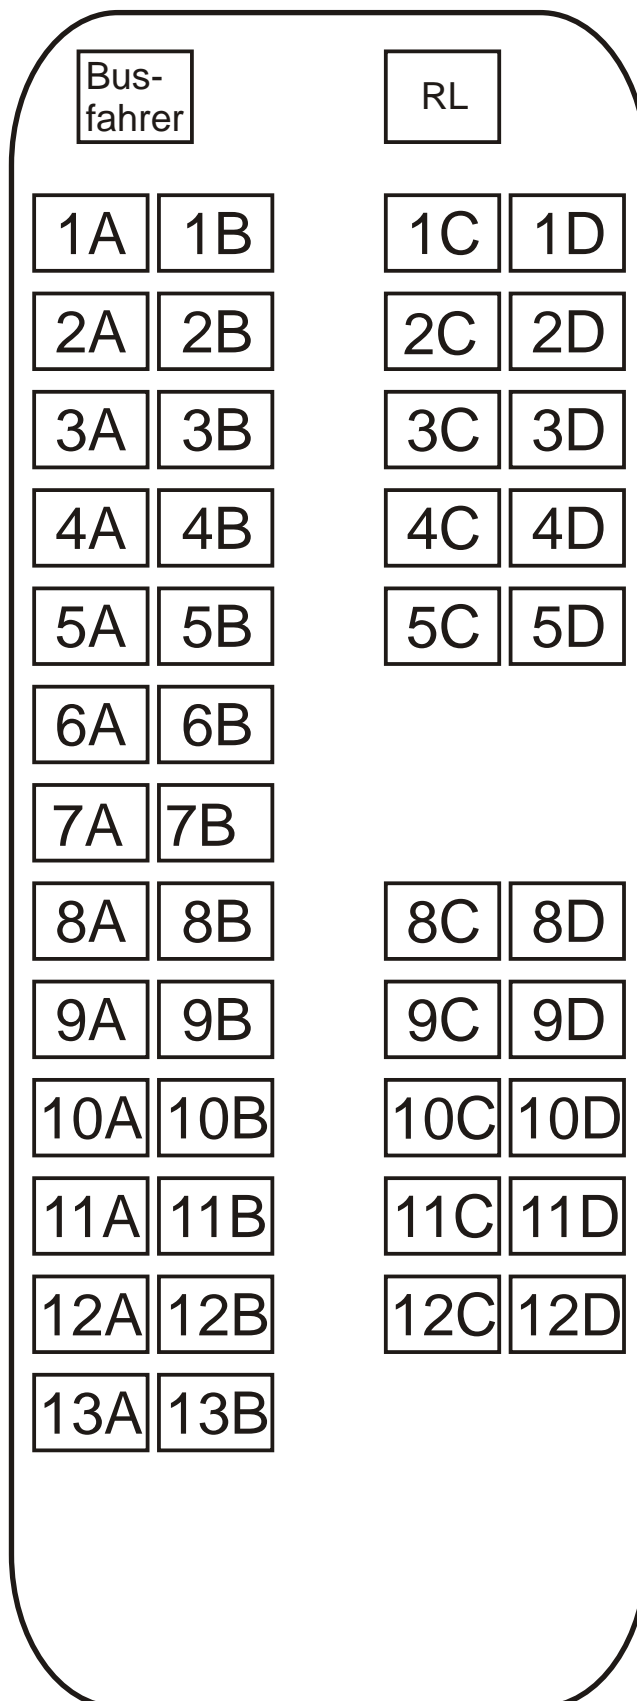 Bus-
fahrer
RL
1A 1B 1C 1D
2A 2B 2C 2D
3A 3B 3C 3D
4A 4B 4C 4D
5A 5B 5C 5D
6A 6B
7A 7B
8A 8B 8C 8D
9A 9B 9C 9D
10A 10B 10C 10D
11A 11B 11C 11D
12A 12B 12C 12D
13A 13B